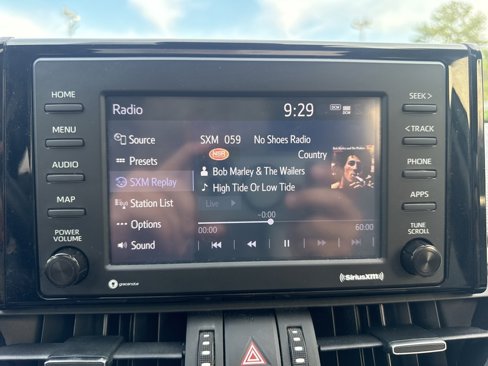 HOME
MENU
AUDIO
MAP
POWER
VOLUME
Radio
9:29
Source
Presets
SXM Replay
Station List
Options
Sound
SXM 059 No Shoes Radio
NSR
Country
Bob Marley & The Wailers
High Tide Or Low Tide
Live
-0:00
00:00
60:00
SEEK >
< TRACK
PHONE
APPS
TUNE
SCROLL
gracenote
((SiriusXM))